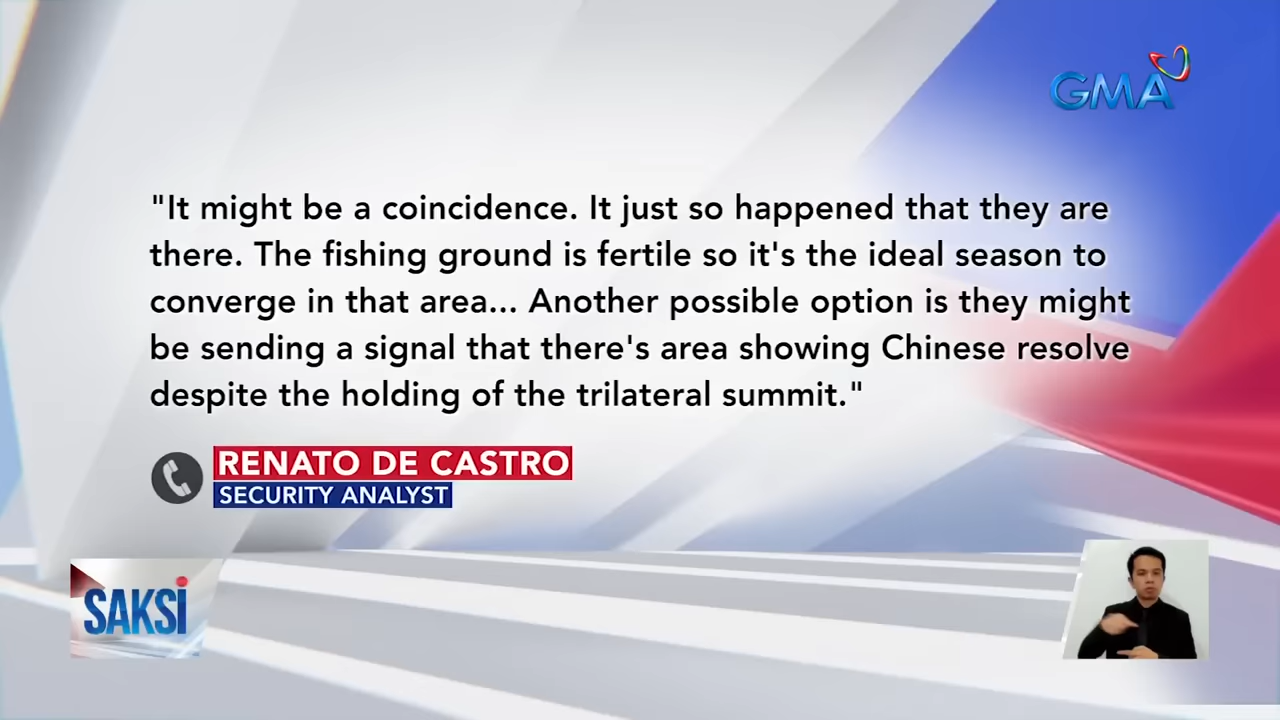 GMA
"It might be a coincidence. It just so happened that they are
there. The fishing ground is fertile so it's the ideal season to
converge in that area... Another possible option is they might
be sending a signal that there's area showing Chinese resolve
despite the holding of the trilateral summit."
RENATO DE CASTRO
SECURITY ANALYST
SAKSI